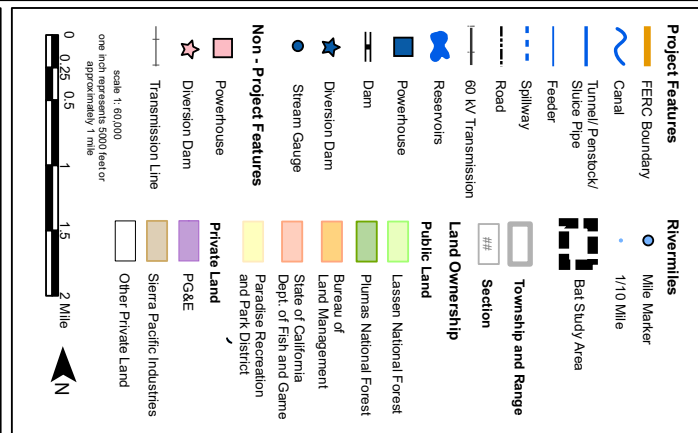 Project Features
FERC Boundary
Canal
Tunnel/ Penstock/
Sluice Pipe
Feeder
Spillway
Road
60 kV Transmission
Reservoirs
Powerhouse
Dam
Diversion Dam
Stream Gauge
Non - Project Features
Powerhouse
Diversion Dam
Transmission Line
scale 1: 60,000
one inch represents 5000 feet or
approximately 1 mile
0 0.25 0.5 1 1.5 2 Mile
Rivermiles
Mile Marker
1/10 Mile
Bat Study Area
Township and Range
## Section
Land Ownership
Public Land
Lassen National Forest
Plumas National Forest
Bureau of
Land Management
State of California
Dept. of Fish and Game
Paradise Recreation
and Park District
Private Land
PG&E
Sierra Pacific Industries
Other Private Land
N